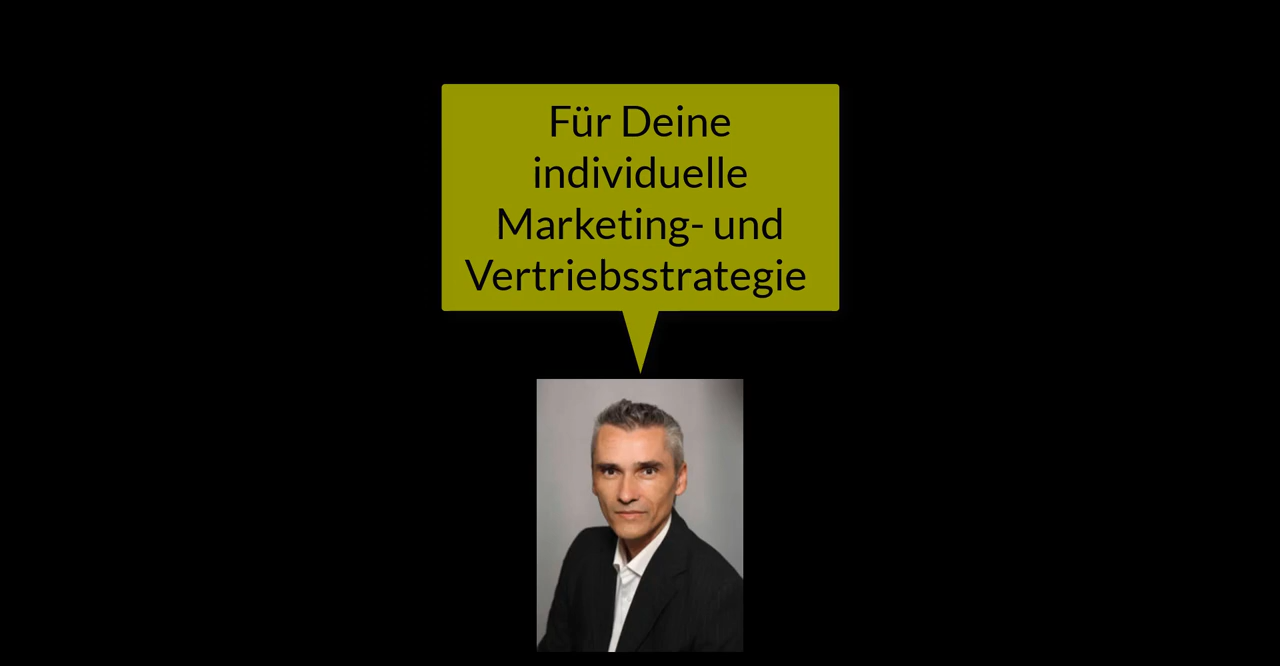 Für Deine
individuelle
Marketing- und
Vertriebsstrategie